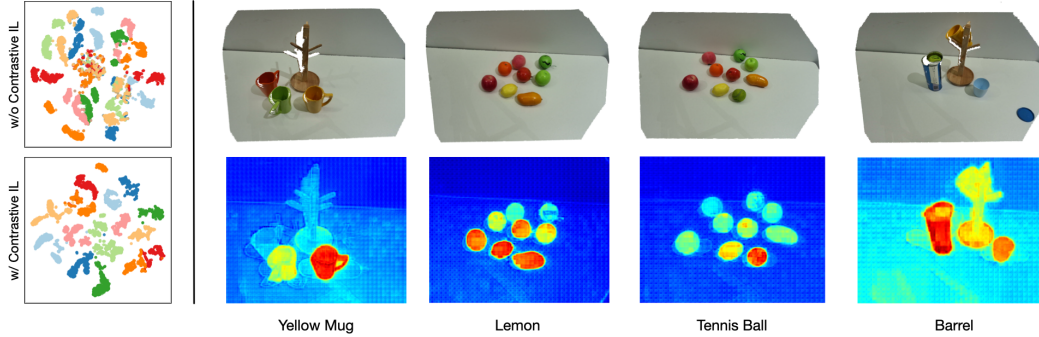 w/o Contrastive IL
w/ Contrastive IL
Yellow Mug
Lemon
Tennis Ball
Barrel